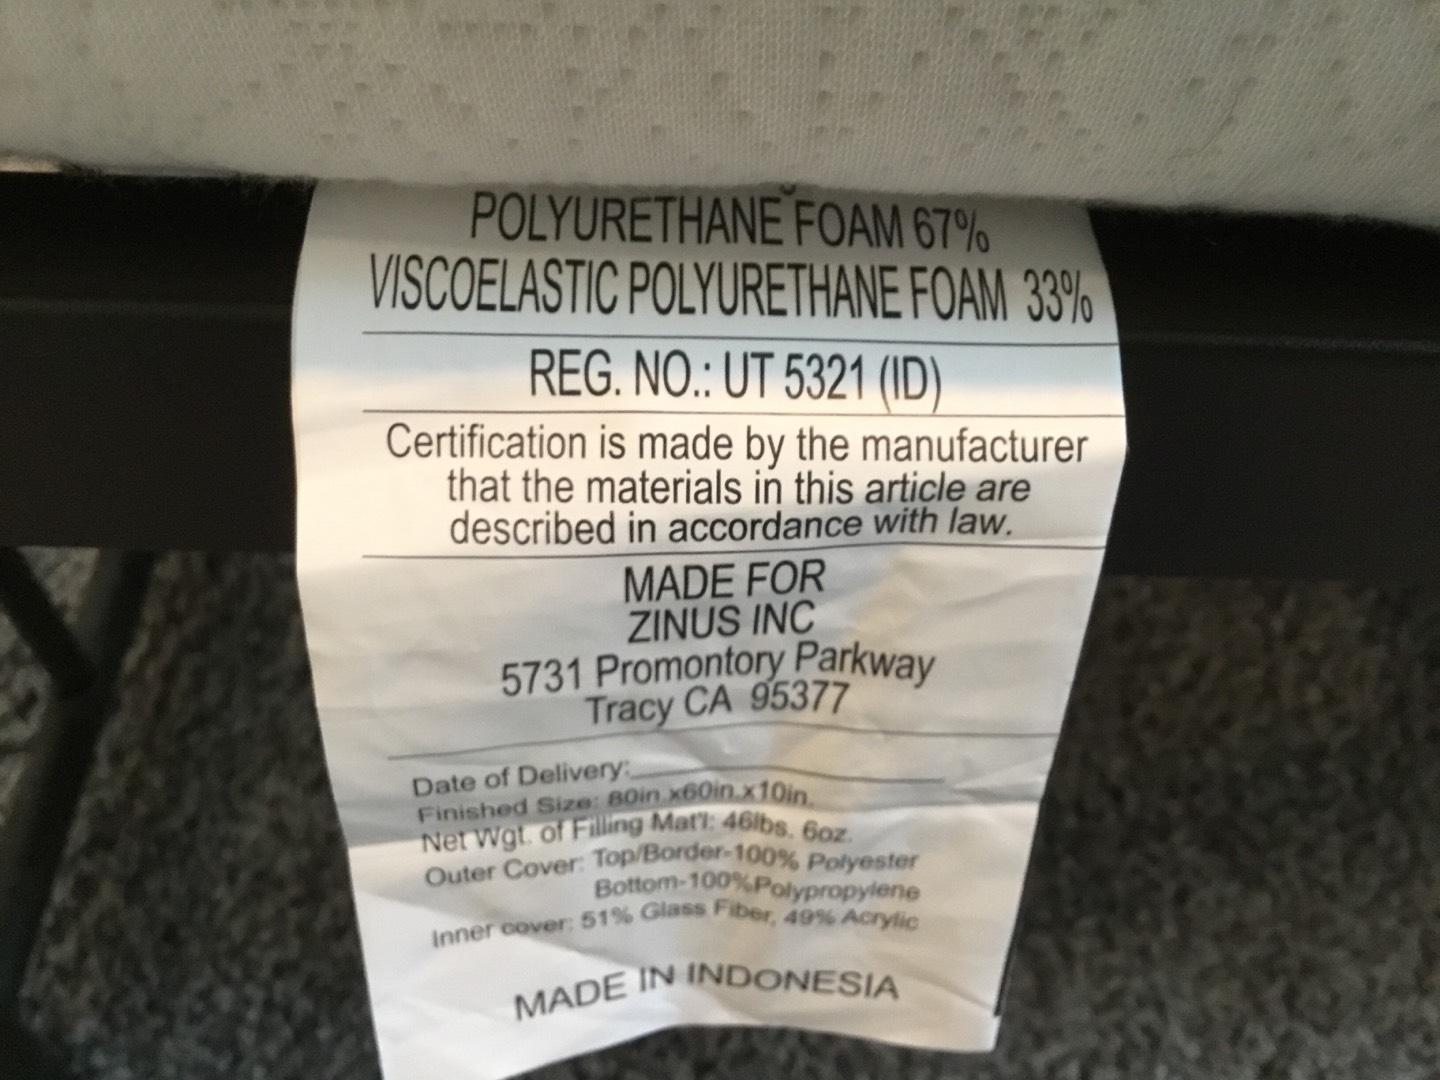 POLYURETHANE FOAM 67%
VISCOELASTIC POLYURETHANE FOAM 33%
REG. NO.: UT 5321 (ID)
Certification is made by the manufacturer
that the materials in this article are
described in accordance with law.
MADE FOR
ZINUS INC
5731 Promontory Parkway
Tracy CA 95377
Date of Delivery:
Finished Size: 80in.x60in.x10in.
Net Wgt. of Filling Mat'l: 46lbs. 6oz.
Outer Cover: Top/Border-100% Polyester
Bottom-100%Polypropylene
Inner cover: 51% Glass Fiber, 49% Acrylic
MADE IN INDONESIA